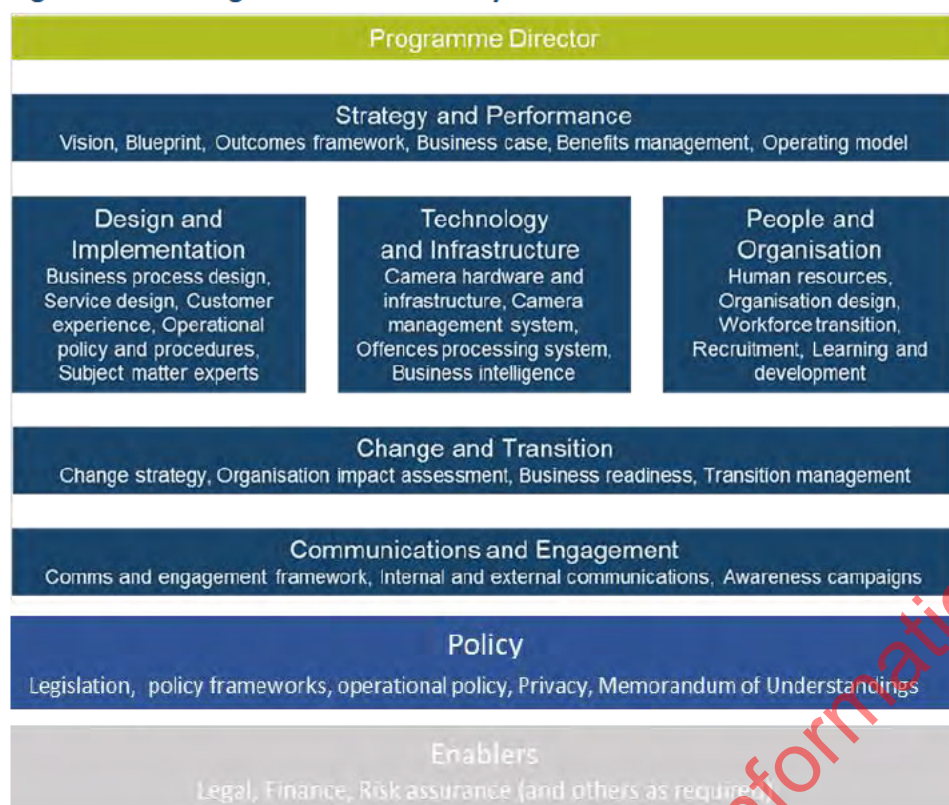 Programme Director
Strategy and Performance
Vision, Blueprint, Outcomes framework, Business case, Benefits management, Operating model
Design and
Implementation
Business process design,
Service design, Customer
experience, Operational
policy and procedures,
Subject matter experts
Technology
and Infrastructure
Camera hardware and
infrastructure, Camera
management system,
Offences processing system,
Business intelligence
People and
Organisation
Human resources,
Organisation design,
Workforce transition,
Recruitment, Learning and
development
Change and Transition
Change strategy, Organisation impact assessment, Business readiness, Transition management
Communications and Engagement
Comms and engagement framework, Internal and external communications, Awareness campaigns
Policy
Legislation, policy frameworks, operational policy, Privacy, Memorandum of Understandings
Enablers
Legal, Finance, Risk assurance (and others as required)